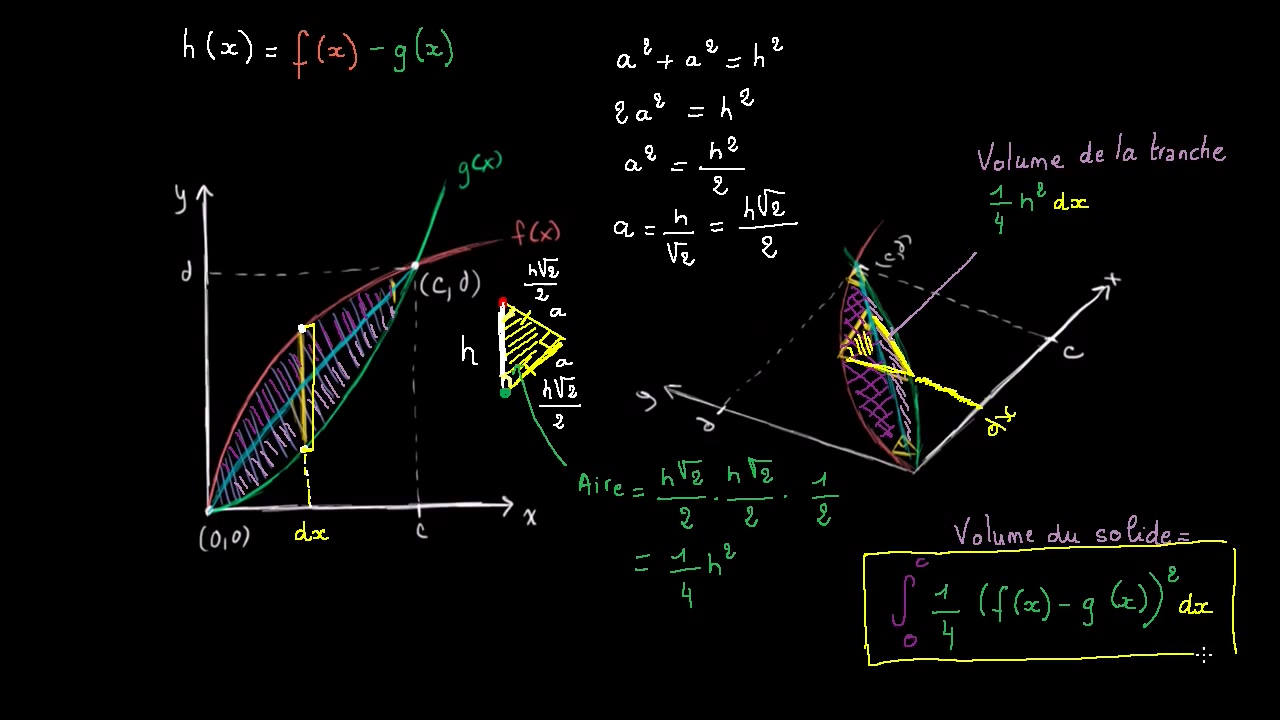 h(x) = f(x) - g(x)
a² + a² = h²
2a² = h²
a² = h²/2
a = h/√2 = h√2/2
Volume de la tranche
1/4 h² dx
y
g(x)
f(x)
d
(c, d)
h√2/2
a
h
a
h√2/2
(0,0)
dx
c
x
(c,d)
x
c
y
d
dx
Aire = h√2/2 · h√2/2 · 1/2
= 1/4 h²
Volume du solide =
∫₀ᶜ 1/4 (f(x) - g(x))² dx